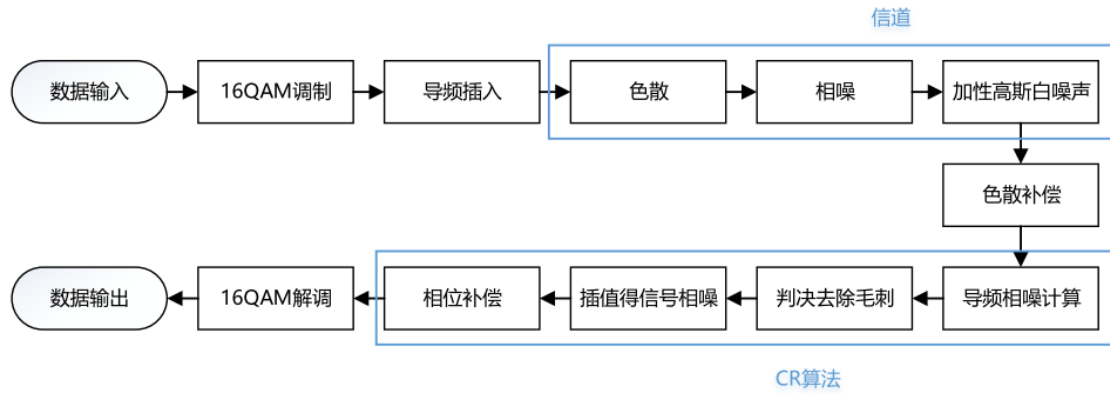 信道
数据输入
16QAM调制
导频插入
色散
相噪
加性高斯白噪声
色散补偿
数据输出
16QAM解调
相位补偿
插值得信号相噪
判决去除毛刺
导频相噪计算
CR算法